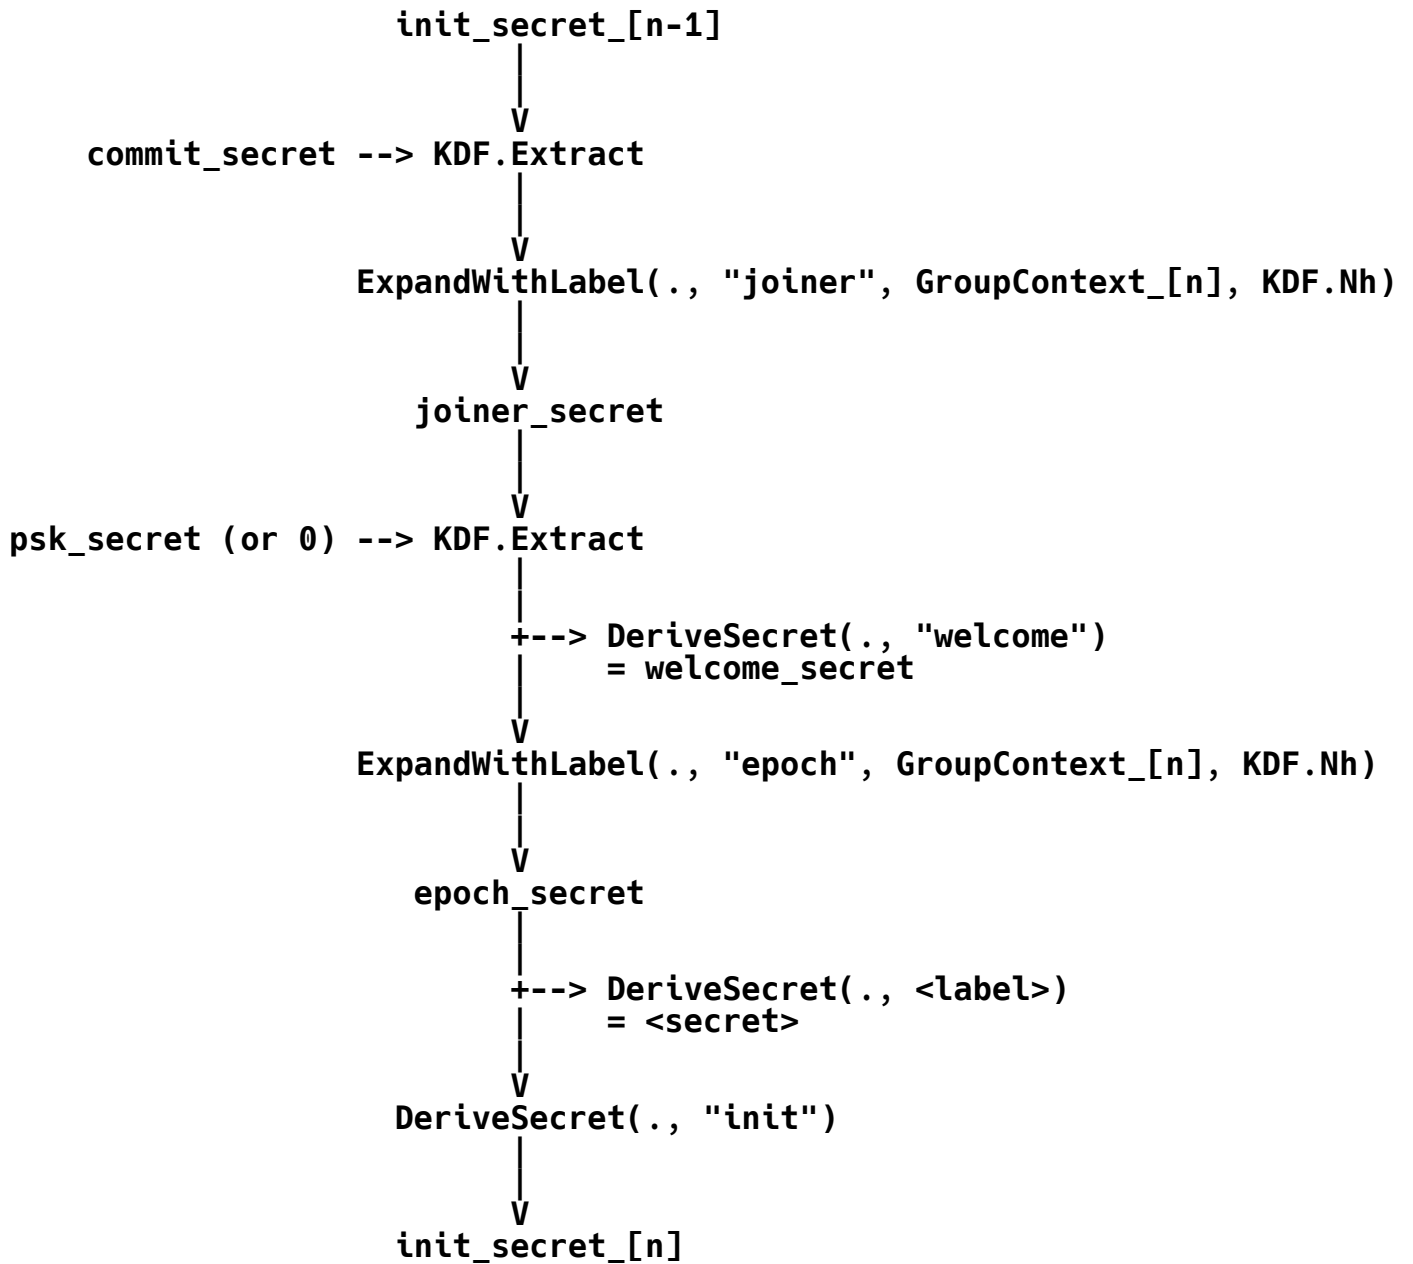 init_secret_[n-1]
|
|
V
commit_secret --> KDF.Extract
|
|
V
ExpandWithLabel(., "joiner", GroupContext_[n], KDF.Nh)
|
|
V
joiner_secret
|
|
V
psk_secret (or 0) --> KDF.Extract
|
|
+--> DeriveSecret(., "welcome")
| = welcome_secret
|
V
ExpandWithLabel(., "epoch", GroupContext_[n], KDF.Nh)
|
|
V
epoch_secret
|
|
+--> DeriveSecret(., <label>)
| = <secret>
|
V
DeriveSecret(., "init")
|
|
V
init_secret_[n]